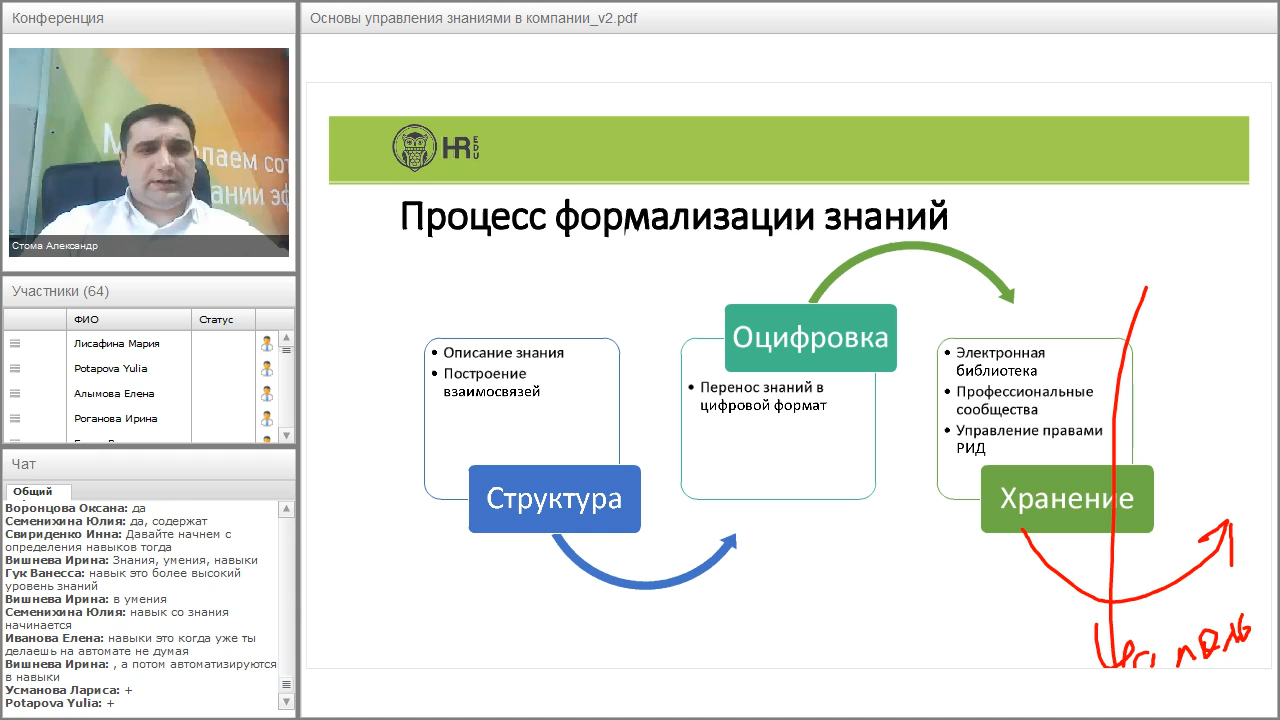 Конференция
Стома Александр
Участники (64)
ФИО Статус
Лисафина Мария
Potapova Yulia
Алымова Елена
Роганова Ирина
Чат
Общий
Воронцова Оксана: да
Семенихина Юлия: да, содержат
Свириденко Инна: Давайте начнем с
определения навыков тогда
Вишнева Ирина: Знания, умения, навыки
Гук Ванесса: навык это более высокий
уровень знаний
Вишнева Ирина: в умения
Семенихина Юлия: навык со знания
начинается
Иванова Елена: навыки это когда уже ты
делаешь на автомате не думая
Вишнева Ирина: , а потом автоматизируются
в навыки
Усманова Лариса: +
Potapova Yulia: +
Основы управления знаниями в компании_v2.pdf
HR EDU
Процесс формализации знаний
• Описание знания
• Построение
взаимосвязей
Структура
Оцифровка
• Перенос знаний в
цифровой формат
• Электронная
библиотека
• Профессиональные
сообщества
• Управление правами
РИД
Хранение